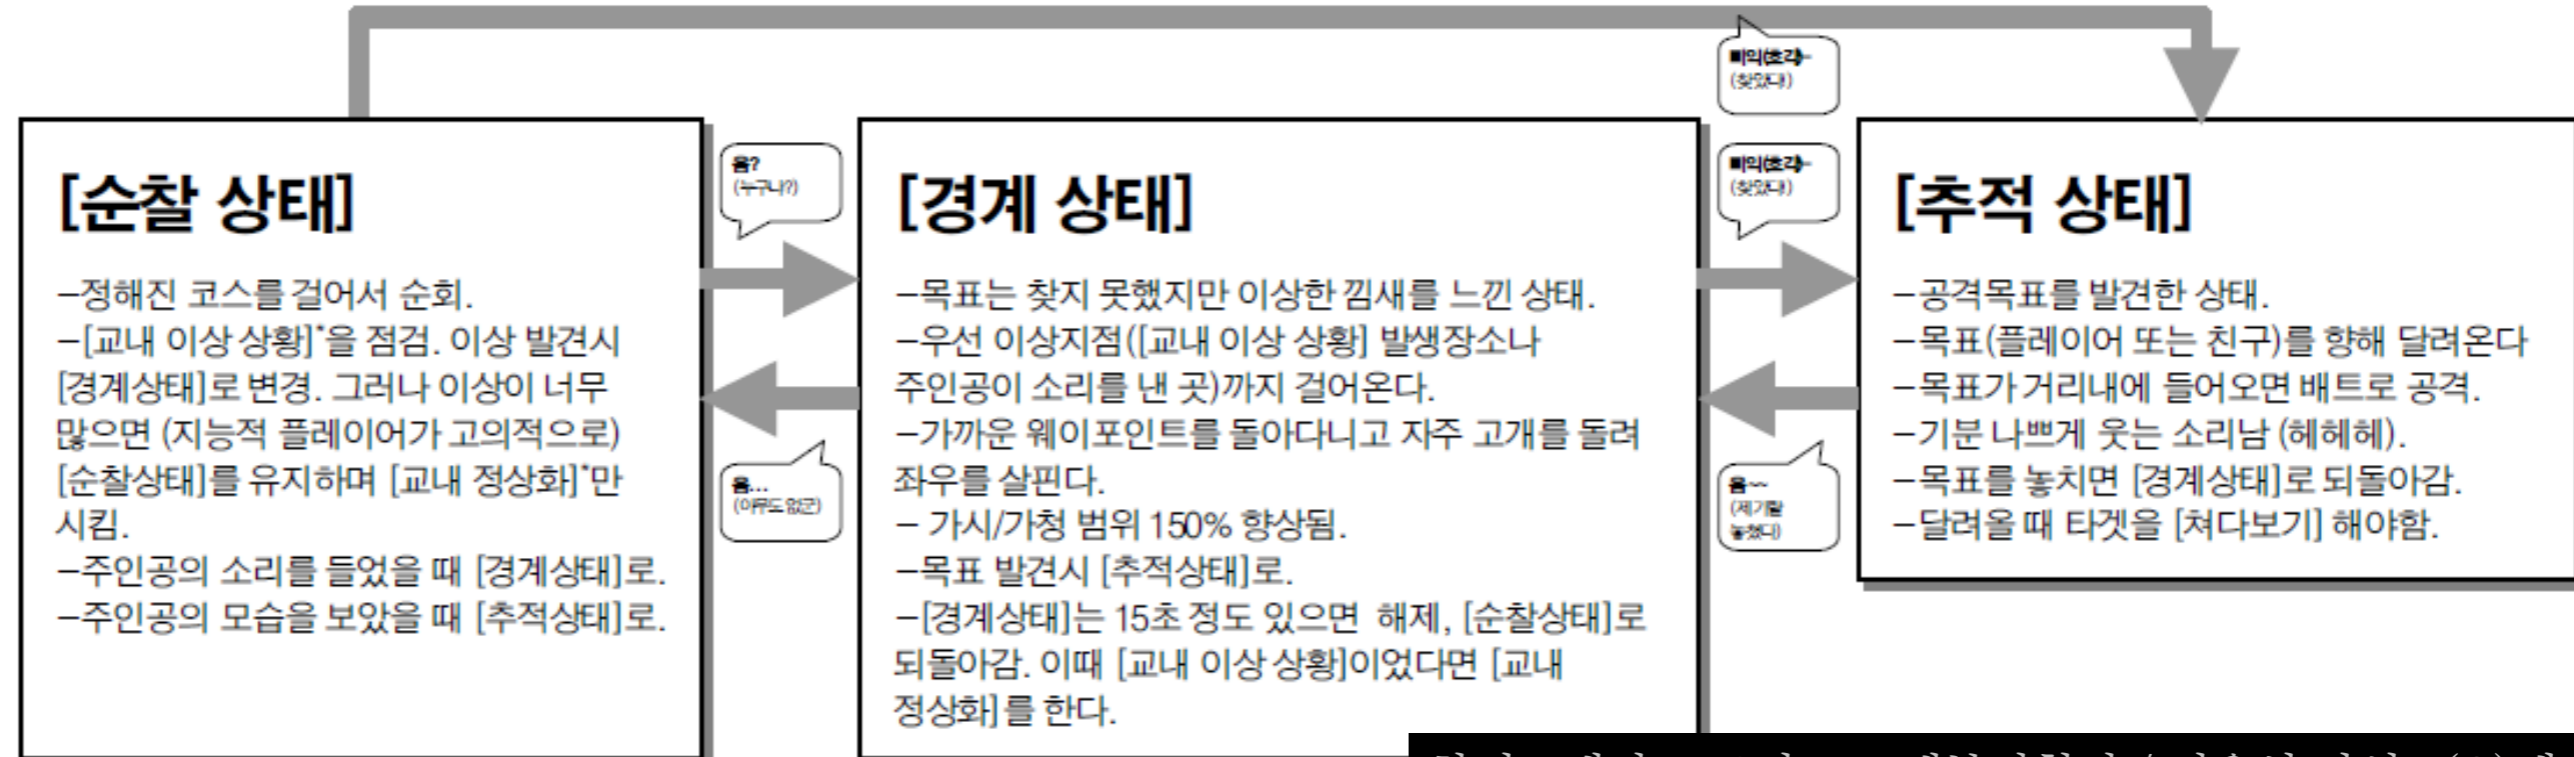 [순찰 상태]
–정해진 코스를 걸어서 순회.
–[교내 이상 상황]*을 점검. 이상 발견시
[경계상태]로 변경. 그러나 이상이 너무
많으면 (지능적 플레이어가 고의적으로)
[순찰상태]를 유지하며 [교내 정상화]*만
시킴.
–주인공의 소리를 들었을 때 [경계상태]로.
–주인공의 모습을 보았을 때 [추적상태]로.
음?
(누구냐?)
음...
(아무도 없군)
[경계 상태]
–목표는 찾지 못했지만 이상한 낌새를 느낀 상태.
–우선 이상지점([교내 이상 상황] 발생장소나
주인공이 소리를 낸 곳)까지 걸어온다.
–가까운 웨이포인트를 돌아다니고 자주 고개를 돌려
좌우를 살핀다.
– 가시/가청 범위 150% 향상됨.
–목표 발견시 [추적상태]로.
–[경계상태]는 15초 정도 있으면 해제, [순찰상태]로
되돌아감. 이때 [교내 이상 상황]이었다면 [교내
정상화]를 한다.
(찾았다!)
(찾았다!)
음~~
(제기랄
놓쳤다)
[추적 상태]
–공격목표를 발견한 상태.
–목표(플레이어 또는 친구)를 향해 달려온다
–목표가 거리내에 들어오면 배트로 공격.
–기분 나쁘게 웃는 소리남 (헤헤헤).
–목표를 놓치면 [경계상태]로 되돌아감.
–달려올 때 타겟을 [쳐다보기] 해야함.